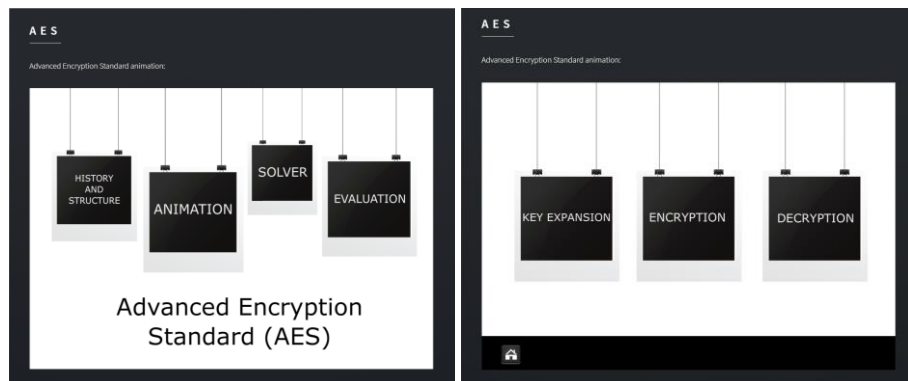 AES
Advanced Encryption Standard animation:
HISTORY
AND
STRUCTURE
ANIMATION
SOLVER
EVALUATION
Advanced Encryption
Standard (AES)
AES
Advanced Encryption Standard animation:
KEY EXPANSION
ENCRYPTION
DECRYPTION